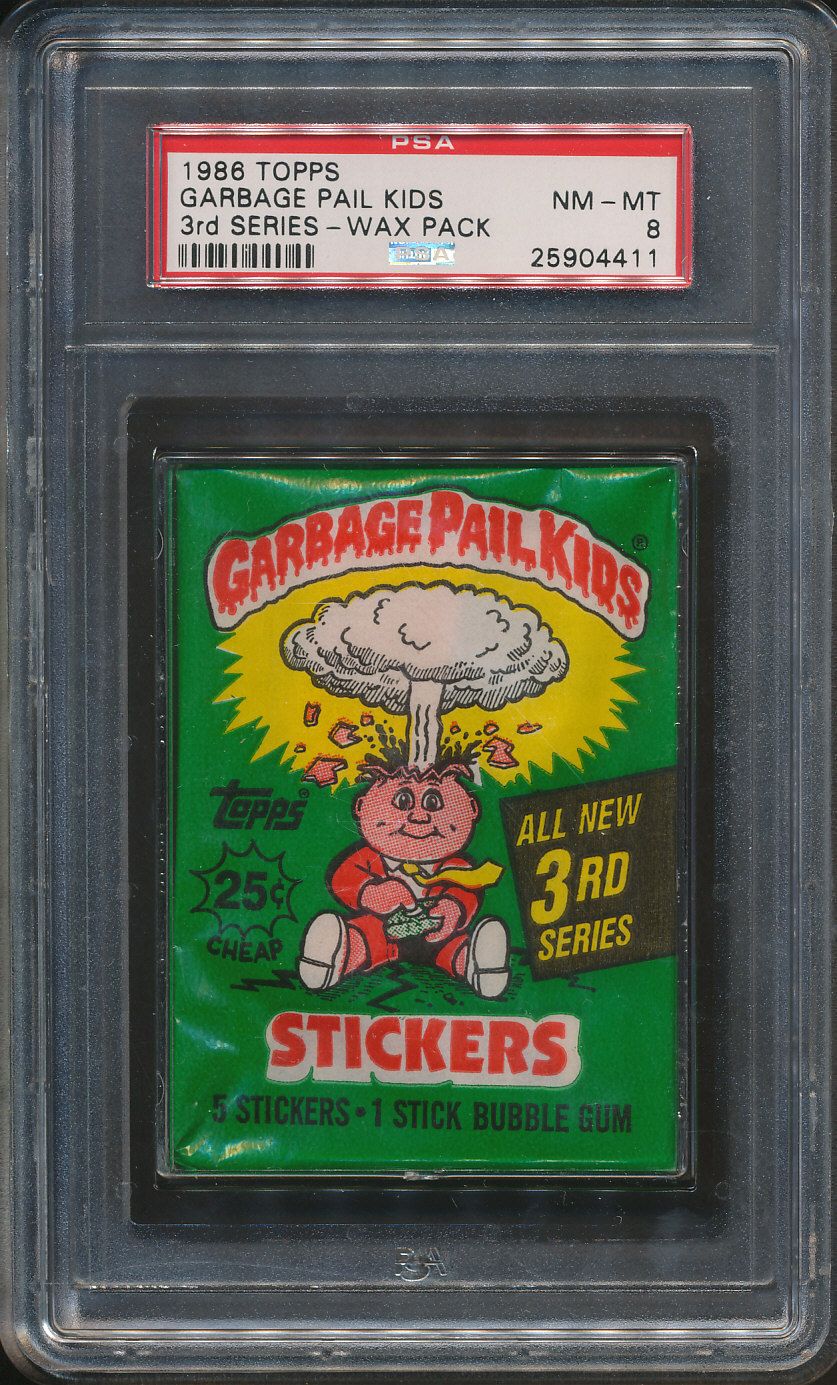 PSA
1986 TOPPS
GARBAGE PAIL KIDS NM-MT
3rd SERIES-WAX PACK 8
25904411
GARBAGE PAIL KIDS ®
topps®
25¢
CHEAP
ALL NEW
3RD
SERIES
STICKERS
5 STICKERS • 1 STICK BUBBLE GUM
PSA